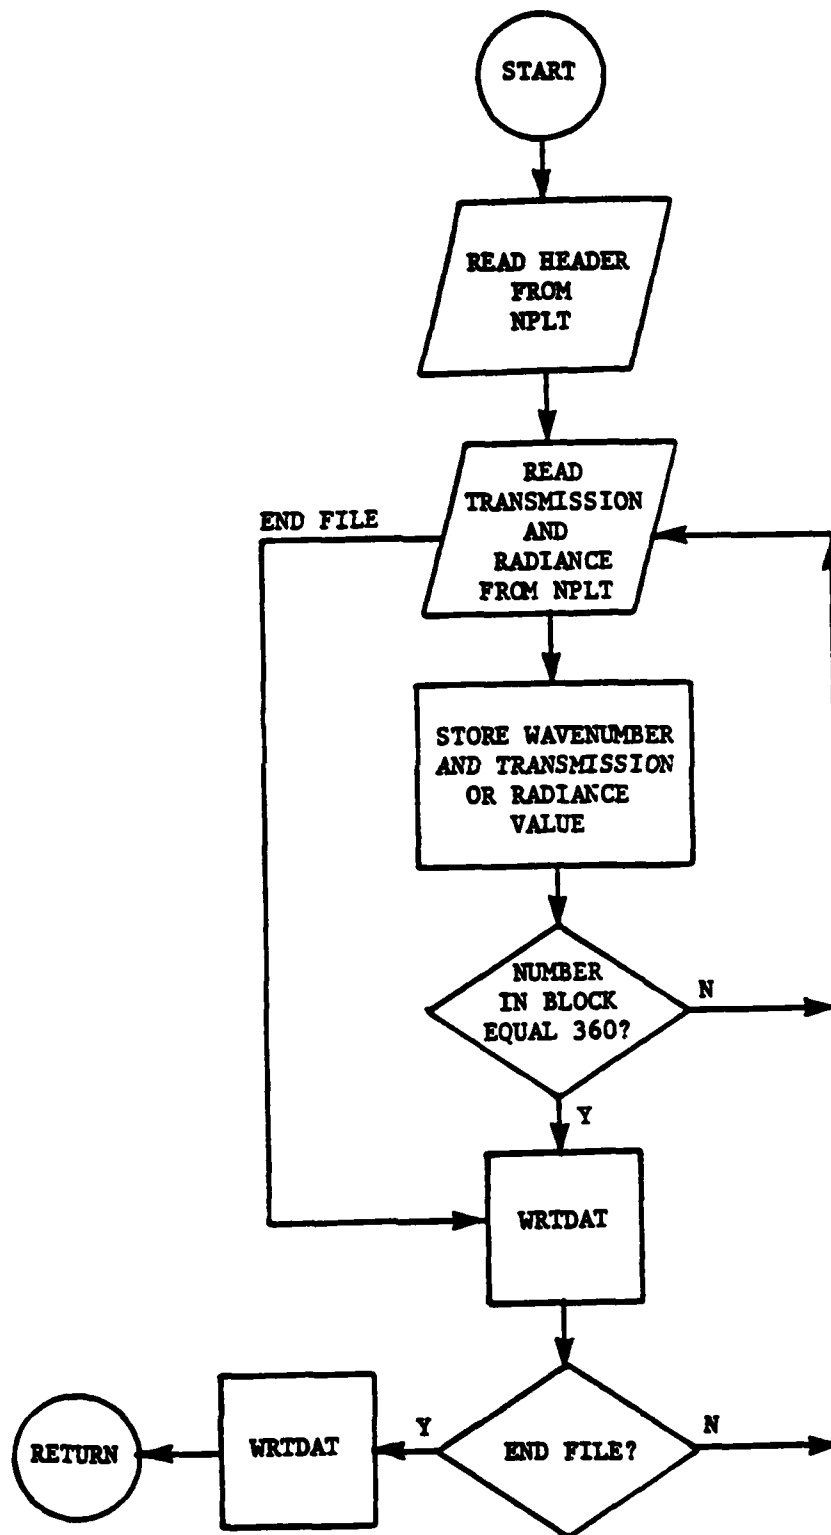 START
READ HEADER
FROM
NPLT
END FILE
READ
TRANSMISSION
AND
RADIANCE
FROM NPLT
STORE WAVENUMBER
AND TRANSMISSION
OR RADIANCE
VALUE
NUMBER
IN BLOCK
EQUAL 360?
N
Y
WRTDAT
RETURN
WRTDAT
Y
END FILE?
N